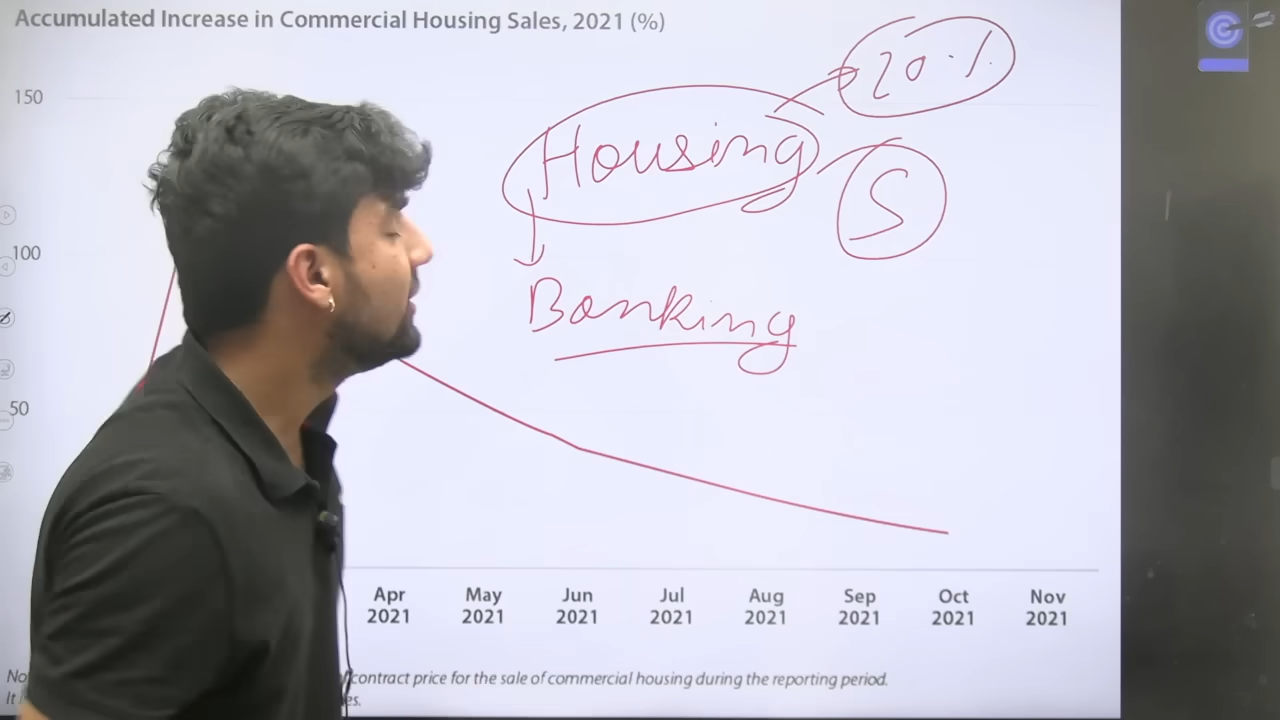 Accumulated Increase in Commercial Housing Sales, 2021 (%)
150
100
50
20.1.
Housing
S
Banking
Apr 2021
May 2021
Jun 2021
Jul 2021
Aug 2021
Sep 2021
Oct 2021
Nov 2021
contract price for the sale of commercial housing during the reporting period.